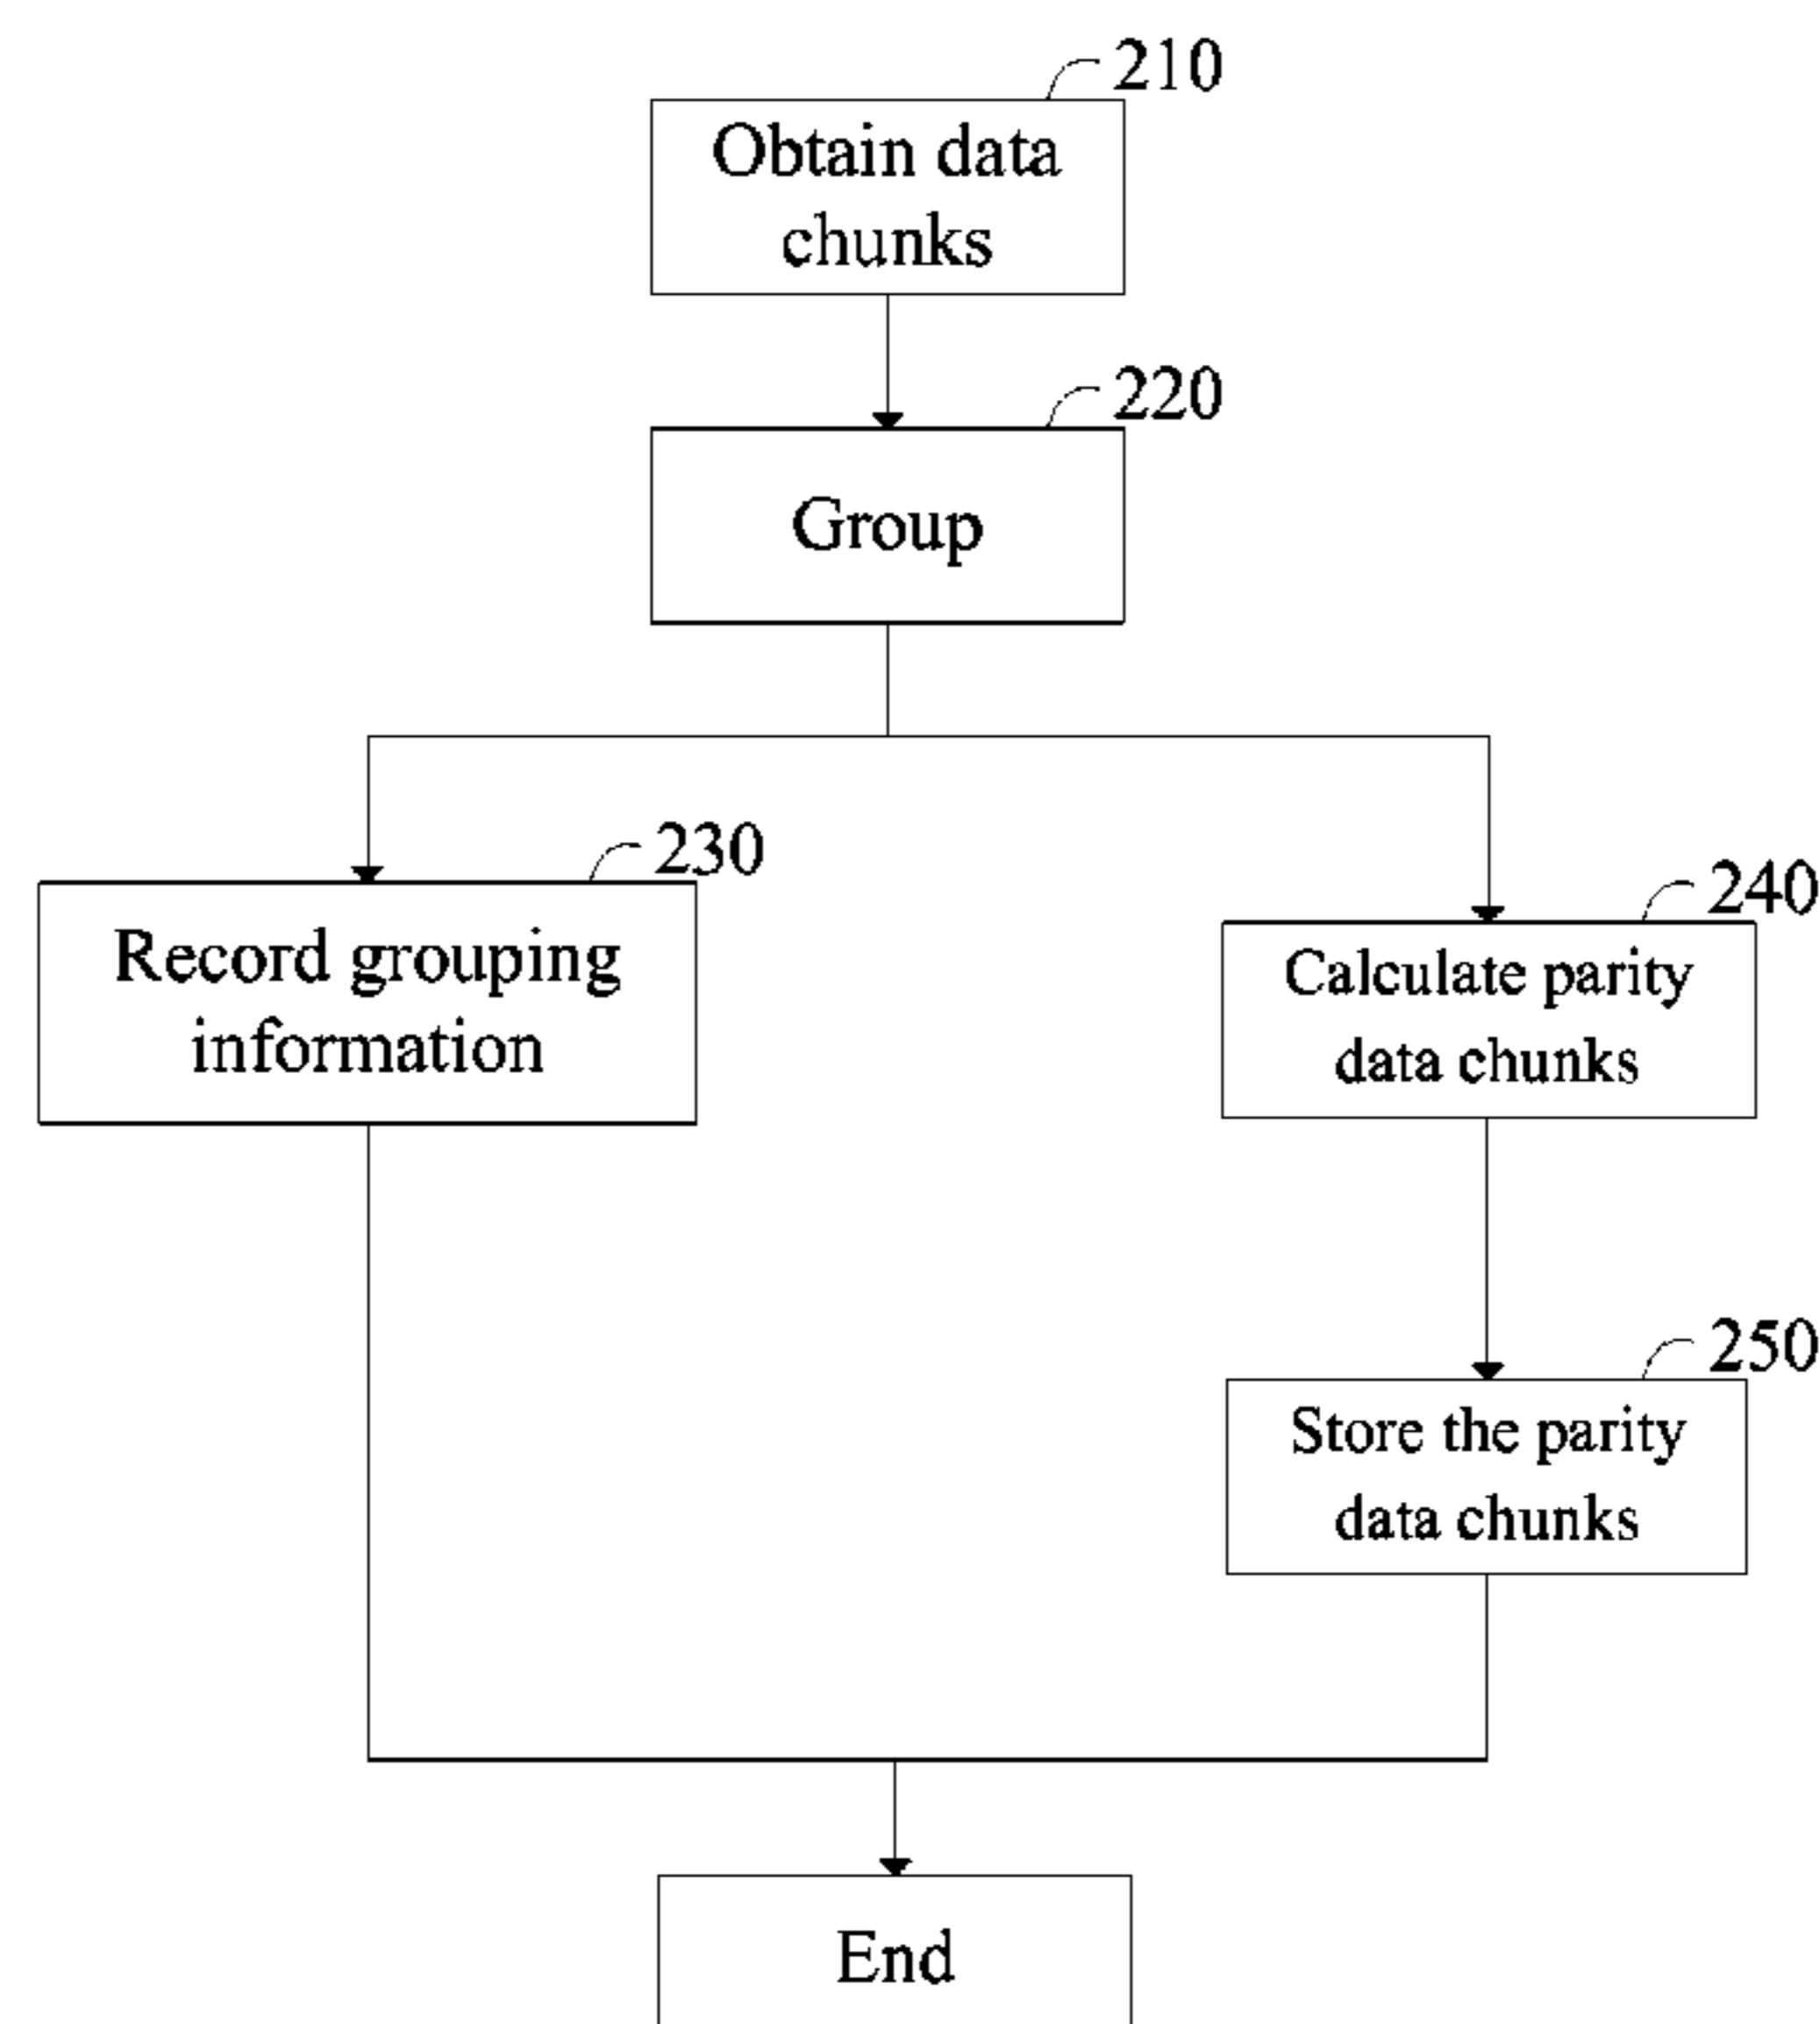 210
Obtain data
chunks
220
Group
230
Record grouping
information
240
Calculate parity
data chunks
250
Store the parity
data chunks
End